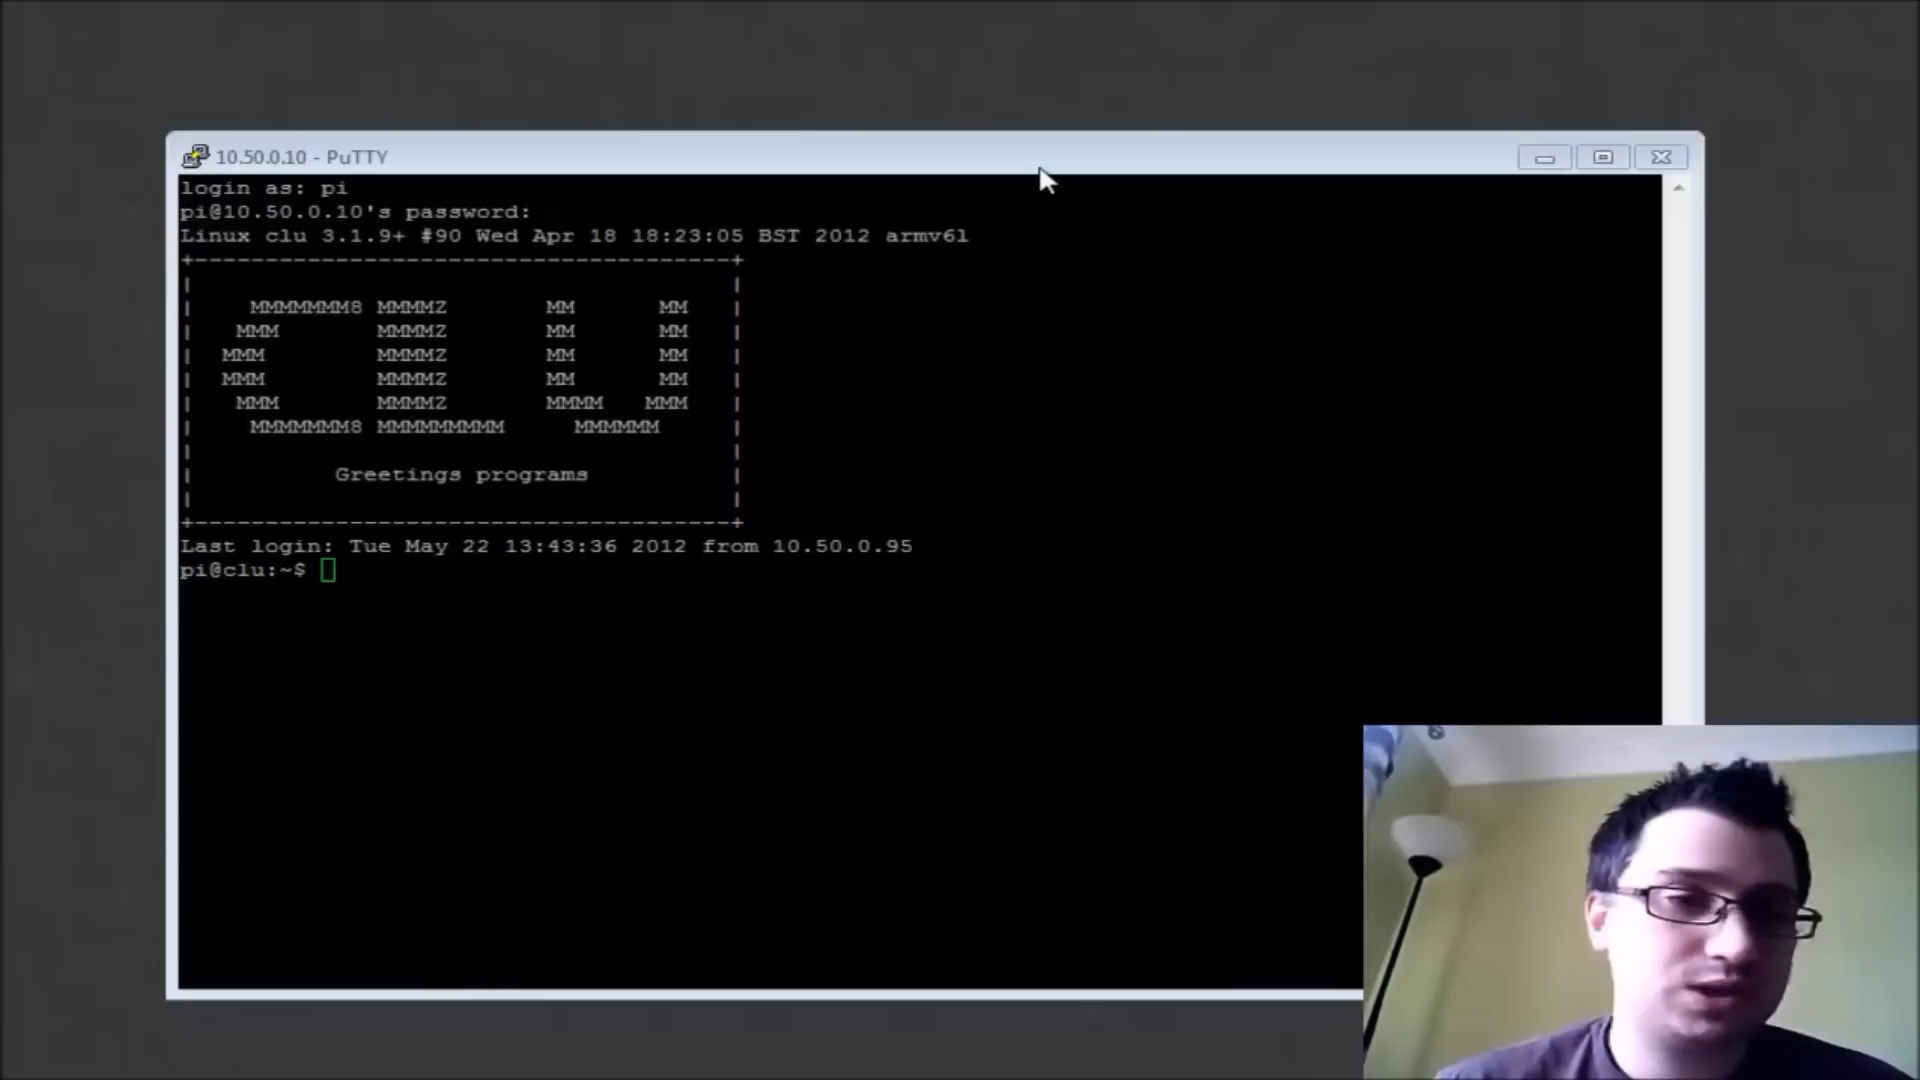 10.50.0.10 - PuTTY
login as: pi
pi@10.50.0.10's password:
Linux clu 3.1.9+ #90 Wed Apr 18 18:23:05 BST 2012 armv6l
+--------------------------------------+
|                                      |
|    MMMMMMM8 MMMMZ       MM      MM   |
|   MMM       MMMMZ       MM      MM   |
|  MMM        MMMMZ       MM      MM   |
|  MMM        MMMMZ       MM      MM   |
|   MMM       MMMMZ       MMMM   MMM   |
|    MMMMMMM8 MMMMMMMMM     MMMMMM     |
|                                      |
|          Greetings programs          |
|                                      |
+--------------------------------------+
Last login: Tue May 22 13:43:36 2012 from 10.50.0.95
pi@clu:~$